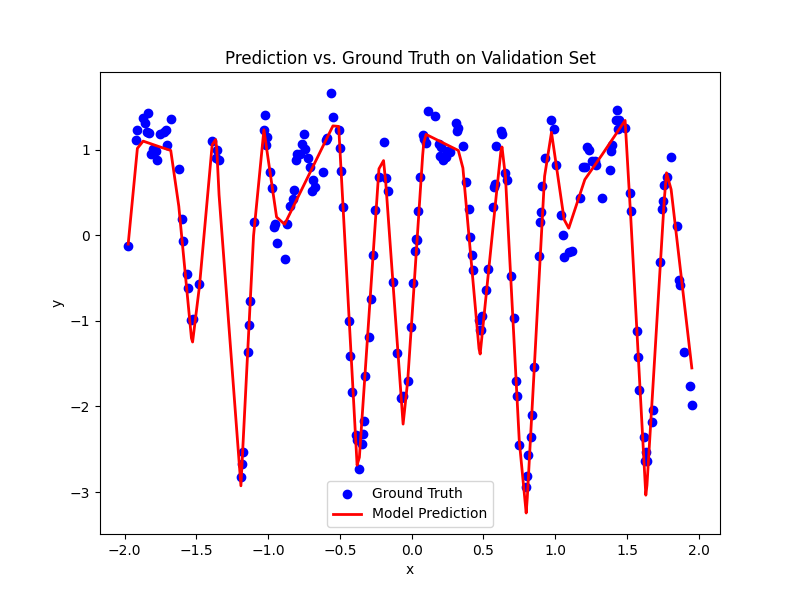 Prediction vs. Ground Truth on Validation Set
y
1
0
−1
−2
−3
Ground Truth
Model Prediction
−2.0 −1.5 −1.0 −0.5 0.0 0.5 1.0 1.5 2.0
x